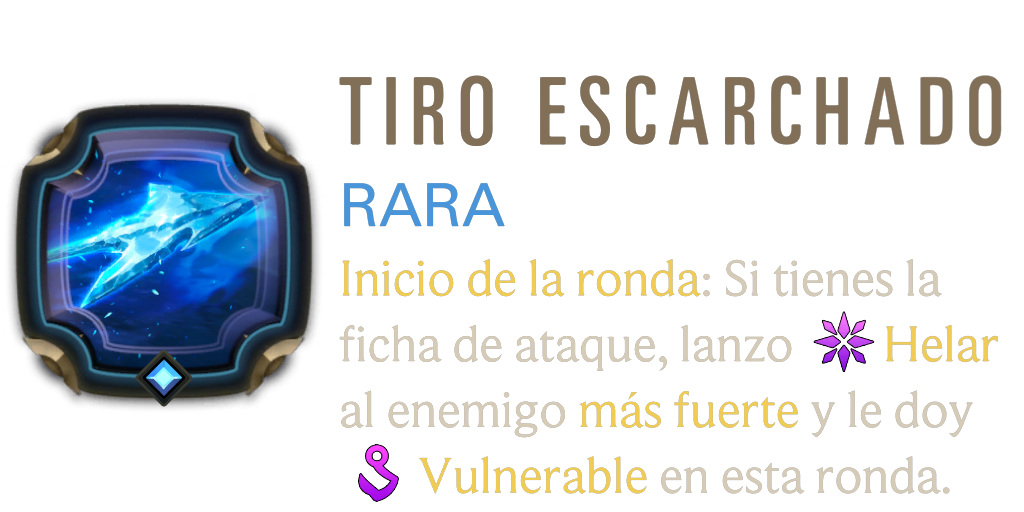 TIRO ESCARCHADO
RARA
Inicio de la ronda: Si tienes la
ficha de ataque, lanzo Helar
al enemigo más fuerte y le doy
Vulnerable en esta ronda.